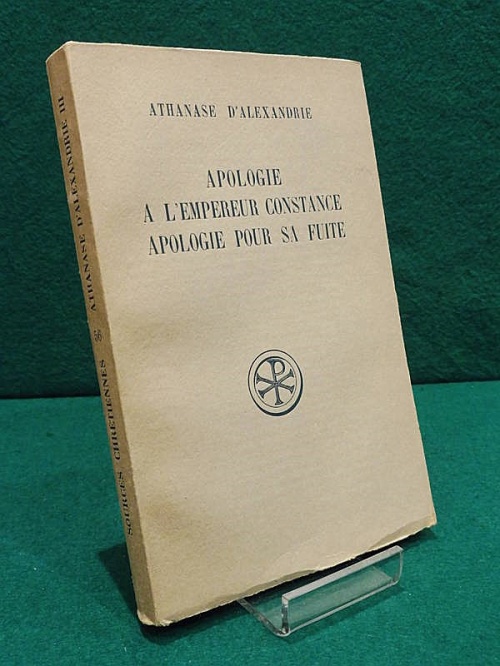 ATHANASE D'ALEXANDRIE
APOLOGIE
A L'EMPEREUR CONSTANCE
APOLOGIE POUR SA FUITE
SOURCES CHRÉTIENNES 56 ATHANASE D'ALEXANDRIE III